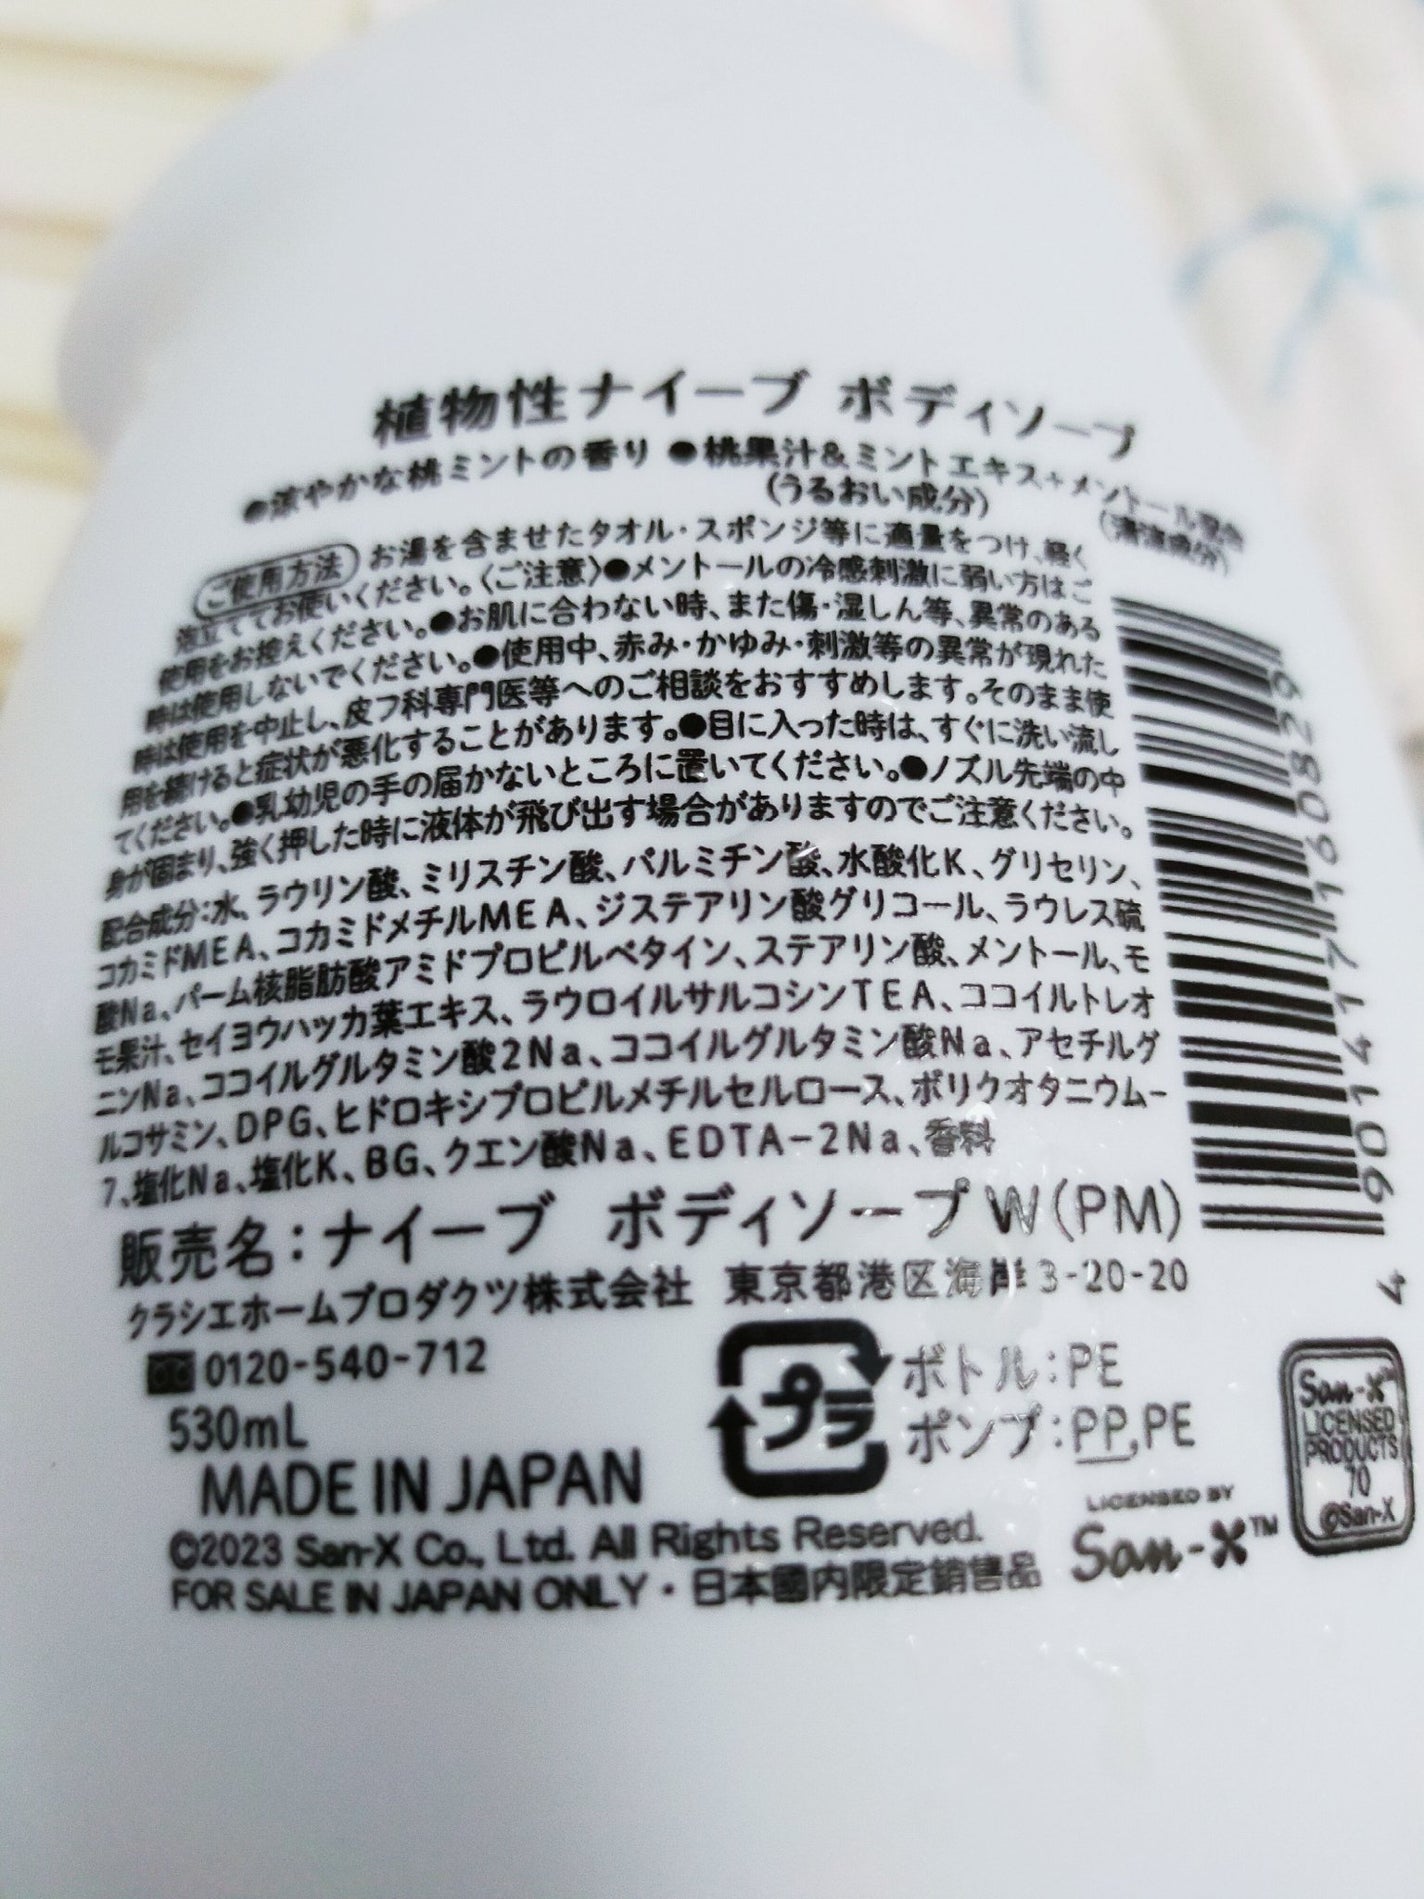 植物性ナイーブ ボディソープ
●涼やかな桃ミントの香り ●桃果汁&ミントエキス+メントール配合
(うるおい成分) (清涼成分)
ご使用方法 お湯を含ませたタオル・スポンジ等に適量をつけ、軽く
泡立ててお使いください。〈ご注意〉●メントールの冷感刺激に弱い方はご
使用をお控えください。●お肌に合わない時、また傷・湿しん等、異常のある
時は使用しないでください。●使用中、赤み・かゆみ・刺激等の異常が現れた
時は使用を中止し、皮フ科専門医等へのご相談をおすすめします。そのまま使
用を続けると症状が悪化することがあります。●目に入った時は、すぐに洗い流し
てください。●乳幼児の手の届かないところに置いてください。●ノズル先端の中
身が固まり、強く押した時に液体が飛び出す場合がありますのでご注意ください。
配合成分:水、ラウリン酸、ミリスチン酸、パルミチン酸、水酸化K、グリセリン、
コカミドMEA、コカミドメチルMEA、ジステアリン酸グリコール、ラウレス硫
酸Na、パーム核脂肪酸アミドプロピルベタイン、ステアリン酸、メントール、モ
モ果汁、セイヨウハッカ葉エキス、ラウロイルサルコシンTEA、ココイルトレオ
ニンNa、ココイルグルタミン酸2Na、ココイルグルタミン酸Na、アセチルグ
ルコサミン、DPG、ヒドロキシプロピルメチルセルロース、ポリクオタニウム-
7、塩化Na、塩化K、BG、クエン酸Na、EDTA-2Na、香料
販売名:ナイーブ ボディソープW(PM)
クラシエホームプロダクツ株式会社 東京都港区海岸3-20-20
0120-540-712
530mL
MADE IN JAPAN
プラ
ボトル:PE
ポンプ:PP,PE
©2023 San-X Co., Ltd. All Rights Reserved.
FOR SALE IN JAPAN ONLY・日本國内限定銷售品
LICENSED BY
San-X™
San-X™
LICENSED
PRODUCTS
70
©San-X